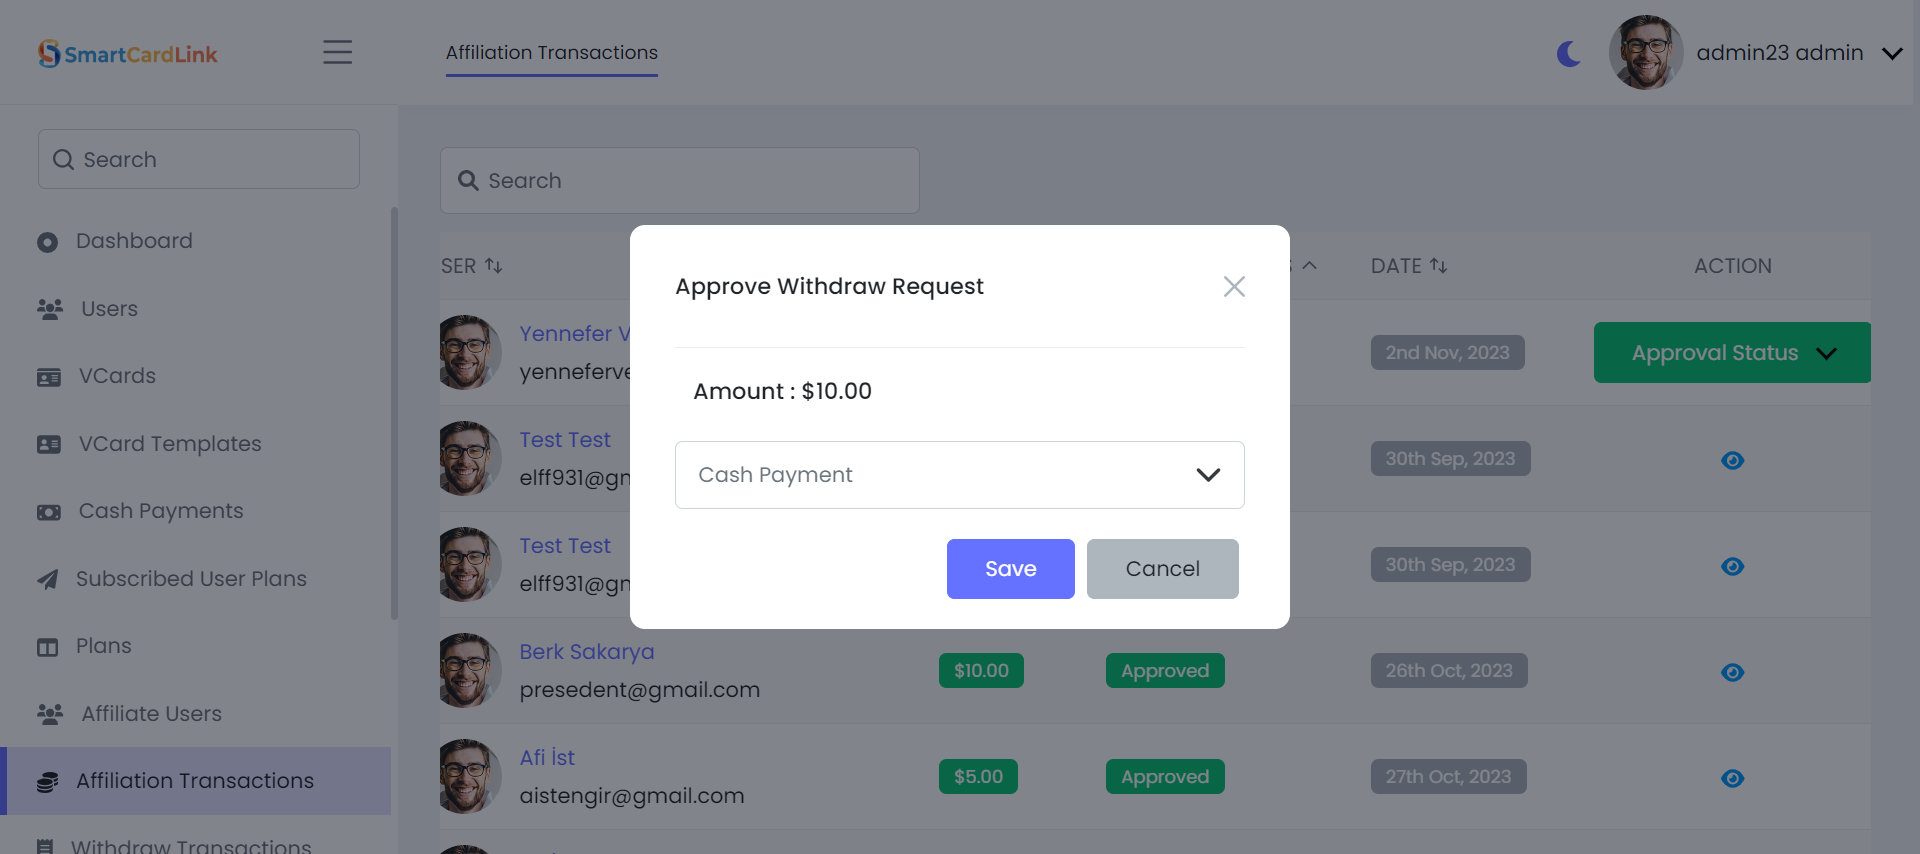 SmartCardLink
Affiliation Transactions
admin23 admin
Search
Dashboard
Users
VCards
VCard Templates
Cash Payments
Subscribed User Plans
Plans
Affiliate Users
Affiliation Transactions
Withdraw Transactions
Search
SER
DATE
ACTION
Yennefer V
yenneferve
2nd Nov, 2023
Approval Status
Test Test
elff931@gm
30th Sep, 2023
Test Test
elff931@gm
30th Sep, 2023
Berk Sakarya
presedent@gmail.com
$10.00
Approved
26th Oct, 2023
Afi İst
aistengir@gmail.com
$5.00
Approved
27th Oct, 2023
Approve Withdraw Request
Amount : $10.00
Cash Payment
Save
Cancel